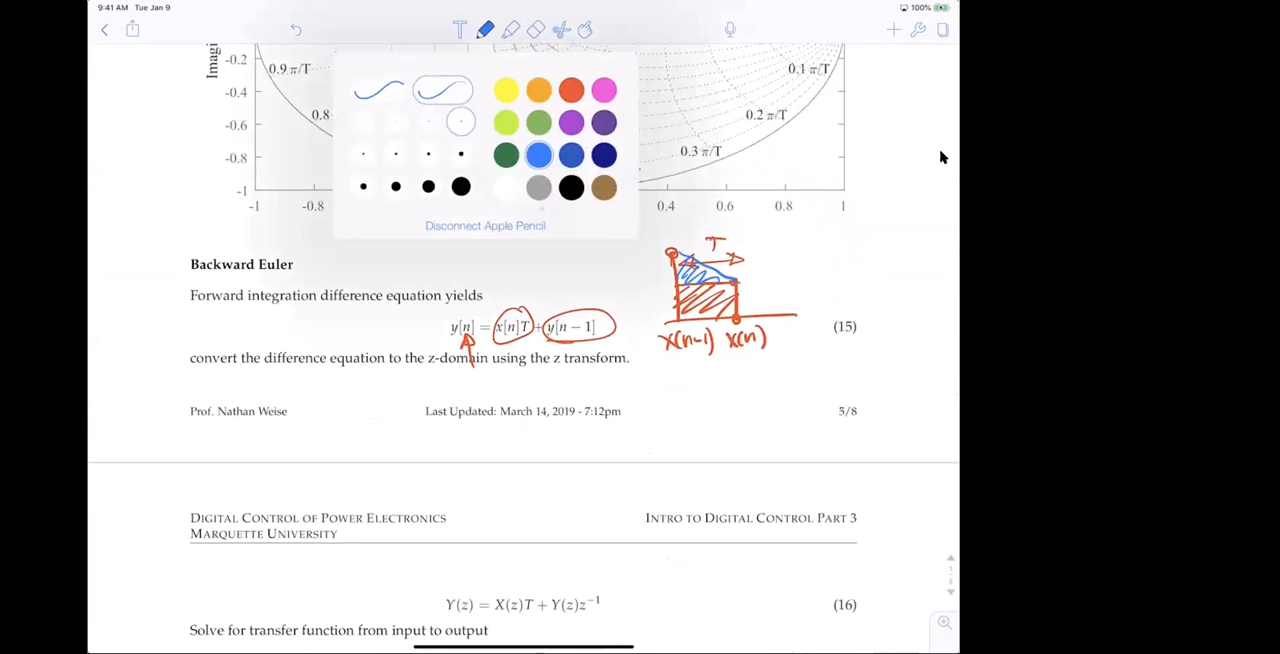 9:41 AM Tue Jan 9
100%
T
Imagi
-0.2
-0.4
-0.6
-0.8
-1
0.9 π/T
0.8
0.1 π/T
0.2 π/T
0.3 π/T
-1
-0.8
0.4
0.6
0.8
1
Disconnect Apple Pencil
T
Backward Euler
Forward integration difference equation yields
y[n] = x[n]T + y[n − 1] (15)
x(n-1) x(n)
convert the difference equation to the z-domain using the z transform.
Prof. Nathan Weise Last Updated: March 14, 2019 - 7:12pm 5/8
DIGITAL CONTROL OF POWER ELECTRONICS INTRO TO DIGITAL CONTROL PART 3
MARQUETTE UNIVERSITY
Y(z) = X(z)T + Y(z)z⁻¹ (16)
Solve for transfer function from input to output